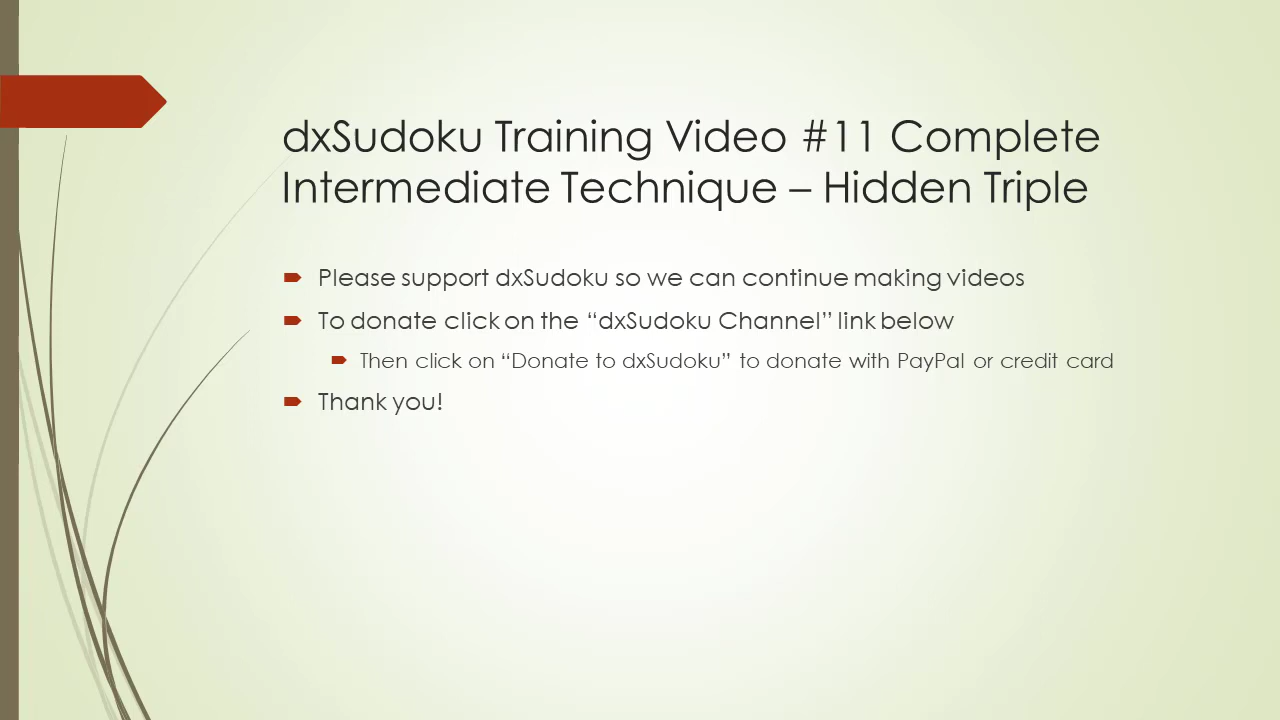 dxSudoku Training Video #11 Complete
Intermediate Technique – Hidden Triple
Please support dxSudoku so we can continue making videos
To donate click on the “dxSudoku Channel” link below
Then click on “Donate to dxSudoku” to donate with PayPal or credit card
Thank you!